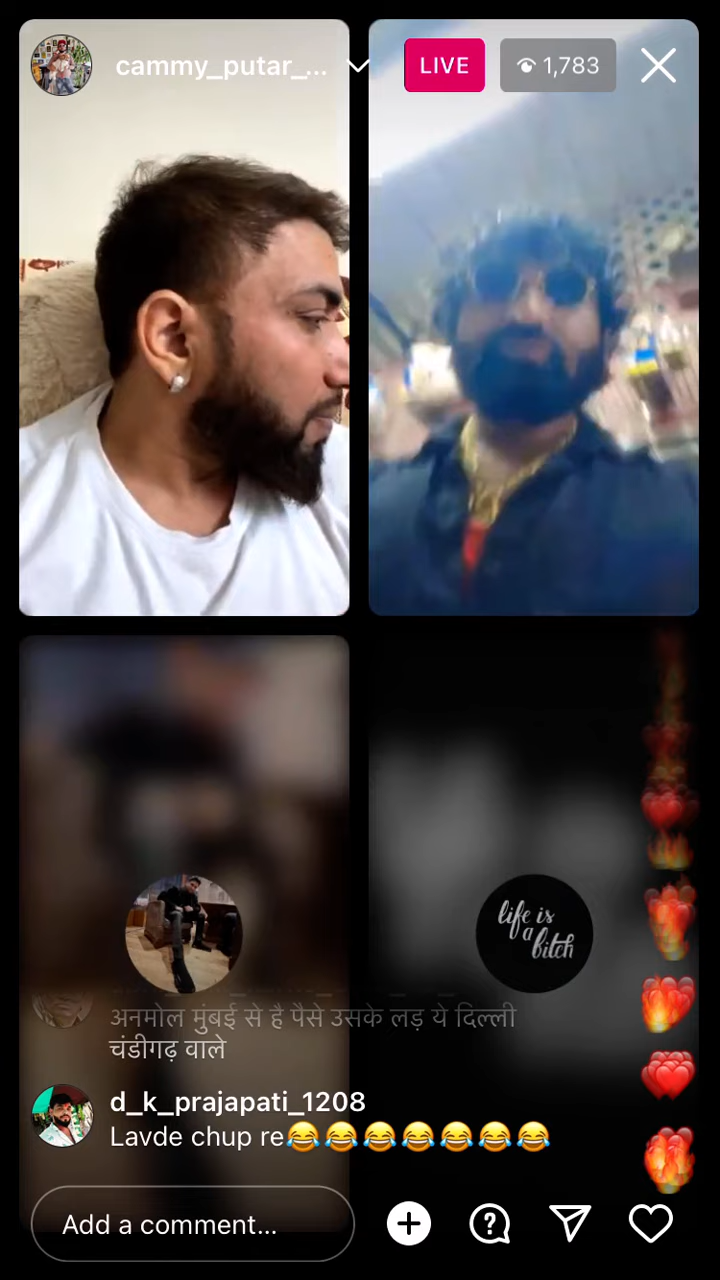 cammy_putar_...
LIVE
1,783
life is
a
bitch
अनमोल मुंबई से है पैसे उसके लड़ ये दिल्ली
चंडीगढ़ वाले
d_k_prajapati_1208
Lavde chup re😂😂😂😂😂😂😂
Add a comment...